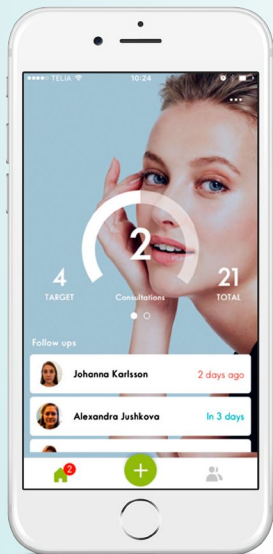 TELIA 10:24
2
4 21
TARGET Consultations TOTAL
Follow ups
Johanna Karlsson 2 days ago
Alexandra Jushkova In 3 days
2